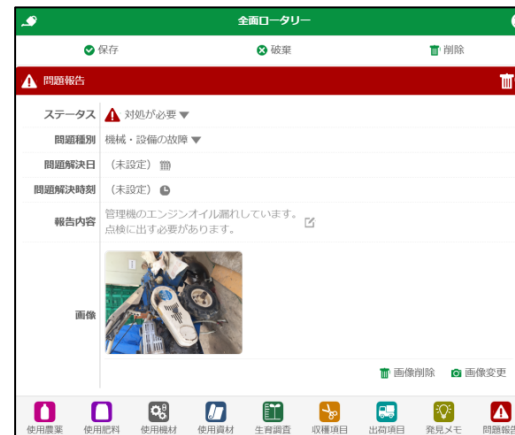 全面ロータリー
保存 破棄 削除
問題報告
ステータス 対処が必要▼
問題種別 機械・設備の故障▼
問題解決日 （未設定）
問題解決時刻 （未設定）
報告内容 管理機のエンジンオイル漏れしています。
点検に出す必要があります。
画像
画像削除 画像変更
使用農薬 使用肥料 使用機材 使用資材 生育調査 収穫項目 出荷項目 発見メモ 問題報告